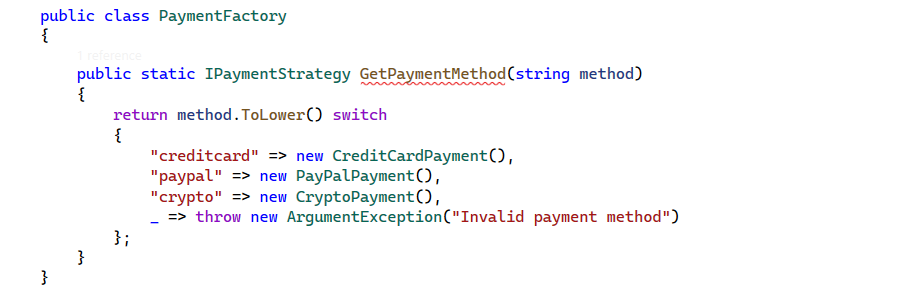 public class PaymentFactory
{
1 reference
public static IPaymentStrategy GetPaymentMethod(string method)
{
return method.ToLower() switch
{
"creditcard" => new CreditCardPayment(),
"paypal" => new PayPalPayment(),
"crypto" => new CryptoPayment(),
_ => throw new ArgumentException("Invalid payment method")
};
}
}